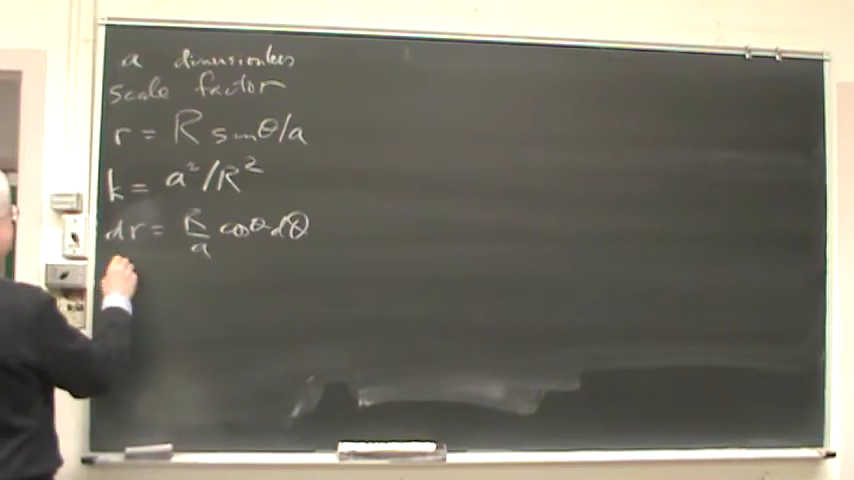 a dimensionless
scale factor
r = R sinθ/a
k = a²/R²
dr = R/a cosθ dθ